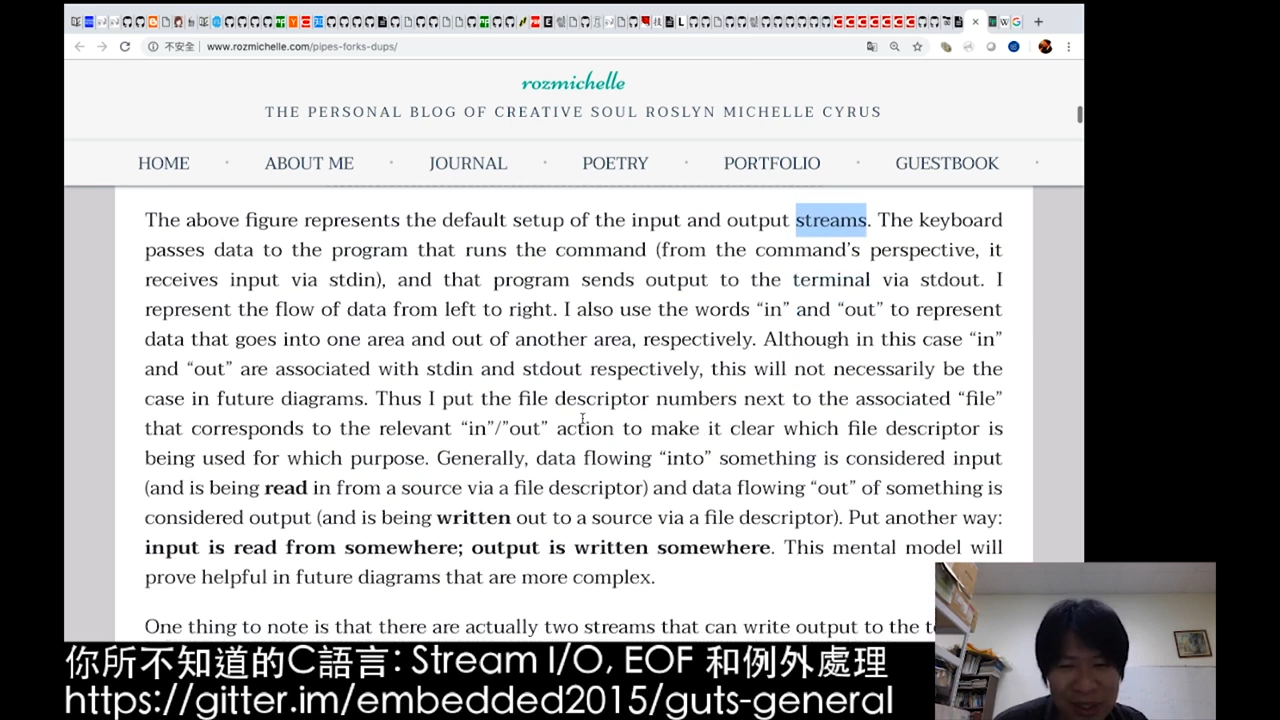 不安全 www.rozmichelle.com/pipes-forks-dups/
rozmichelle
THE PERSONAL BLOG OF CREATIVE SOUL ROSLYN MICHELLE CYRUS
HOME · ABOUT ME · JOURNAL · POETRY · PORTFOLIO · GUESTBOOK ·
The above figure represents the default setup of the input and output streams. The keyboard
passes data to the program that runs the command (from the command’s perspective, it
receives input via stdin), and that program sends output to the terminal via stdout. I
represent the flow of data from left to right. I also use the words “in” and “out” to represent
data that goes into one area and out of another area, respectively. Although in this case “in”
and “out” are associated with stdin and stdout respectively, this will not necessarily be the
case in future diagrams. Thus I put the file descriptor numbers next to the associated “file”
that corresponds to the relevant “in”/”out” action to make it clear which file descriptor is
being used for which purpose. Generally, data flowing “into” something is considered input
(and is being read in from a source via a file descriptor) and data flowing “out” of something is
considered output (and is being written out to a source via a file descriptor). Put another way:
input is read from somewhere; output is written somewhere. This mental model will
prove helpful in future diagrams that are more complex.
One thing to note is that there are actually two streams that can write output to the
你所不知道的C語言: Stream I/O, EOF 和例外處理
https://gitter.im/embedded2015/guts-general